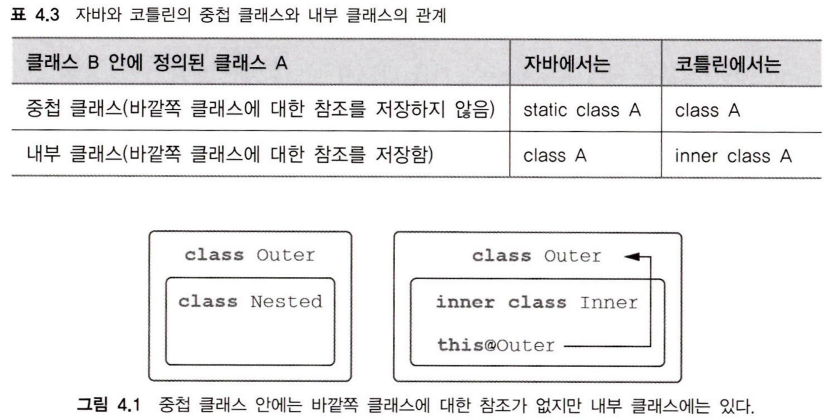 표 4.3 자바와 코틀린의 중첩 클래스와 내부 클래스의 관계
클래스 B 안에 정의된 클래스 A 자바에서는 코틀린에서는
중첩 클래스(바깥쪽 클래스에 대한 참조를 저장하지 않음) static class A class A
내부 클래스(바깥쪽 클래스에 대한 참조를 저장함) class A inner class A
class Outer
class Nested
class Outer
inner class Inner
this@Outer
그림 4.1 중첩 클래스 안에는 바깥쪽 클래스에 대한 참조가 없지만 내부 클래스에는 있다.